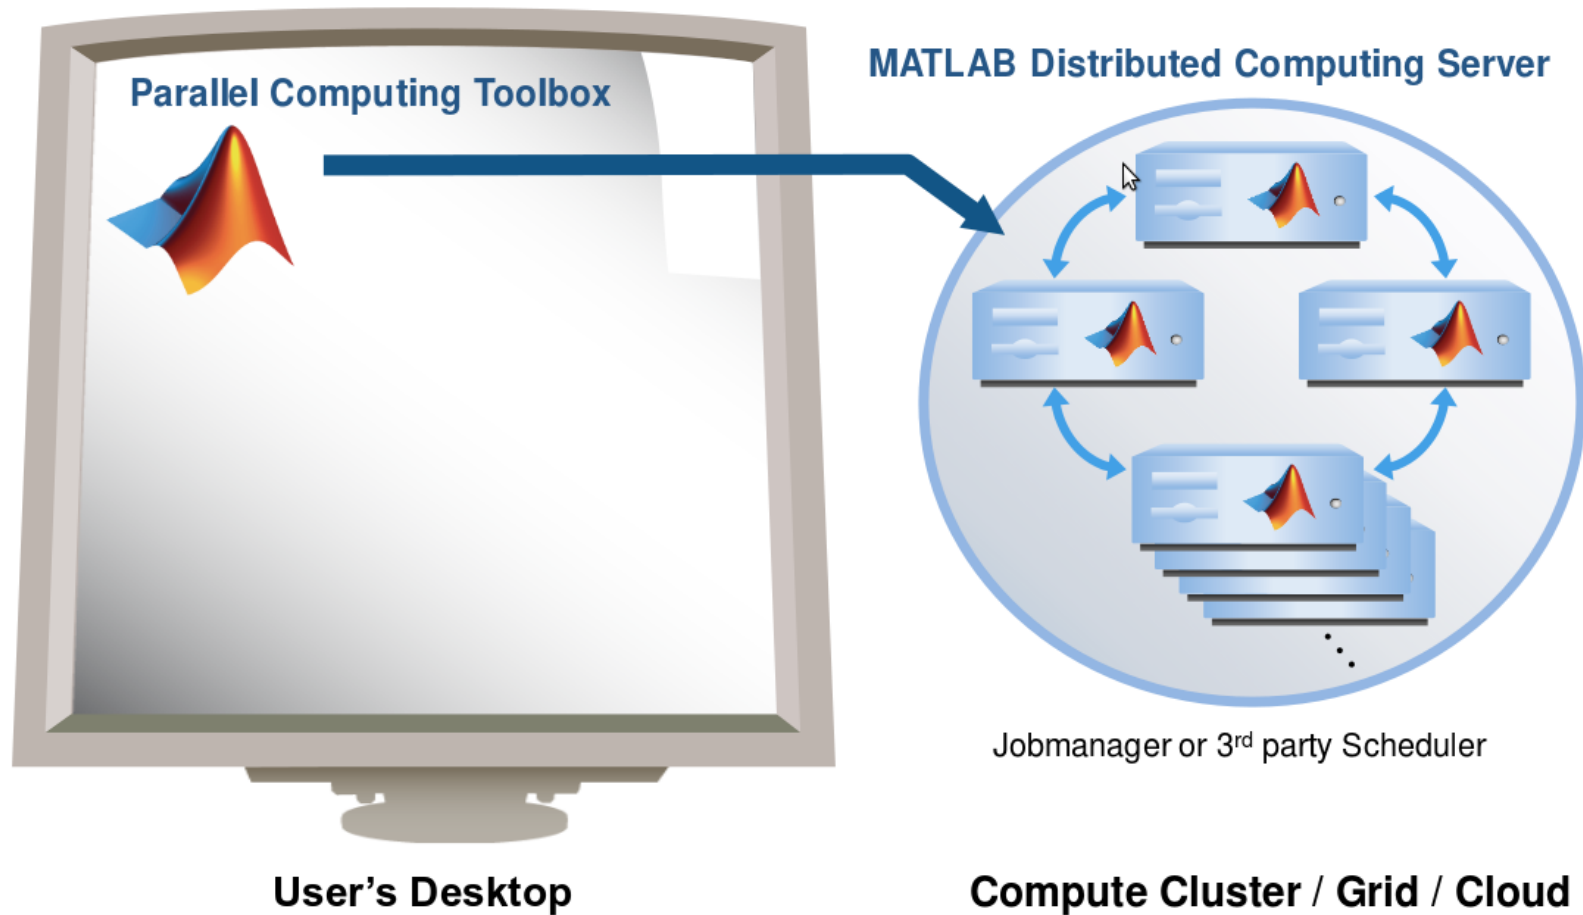 Parallel Computing Toolbox
MATLAB Distributed Computing Server
Jobmanager or 3rd party Scheduler
User’s Desktop
Compute Cluster / Grid / Cloud